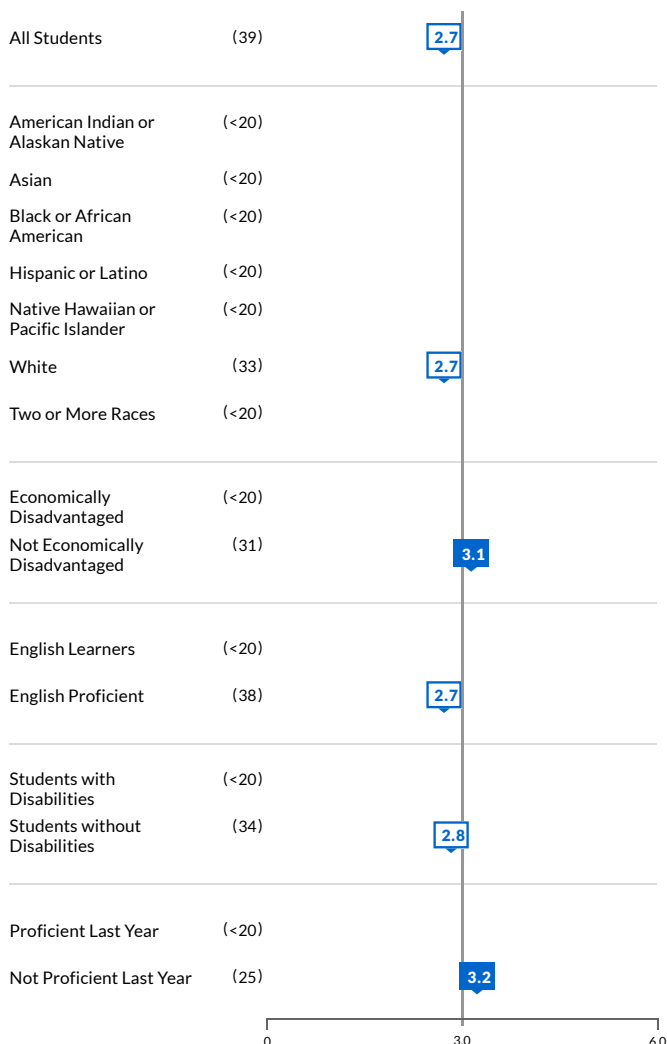 All Students (39) 2.7
American Indian or (<20)
Alaskan Native
Asian (<20)
Black or African (<20)
American
Hispanic or Latino (<20)
Native Hawaiian or (<20)
Pacific Islander
White (33) 2.7
Two or More Races (<20)
Economically (<20)
Disadvantaged
Not Economically (31) 3.1
Disadvantaged
English Learners (<20)
English Proficient (38) 2.7
Students with (<20)
Disabilities
Students without (34) 2.8
Disabilities
Proficient Last Year (<20)
Not Proficient Last Year (25) 3.2
0 3.0 6.0